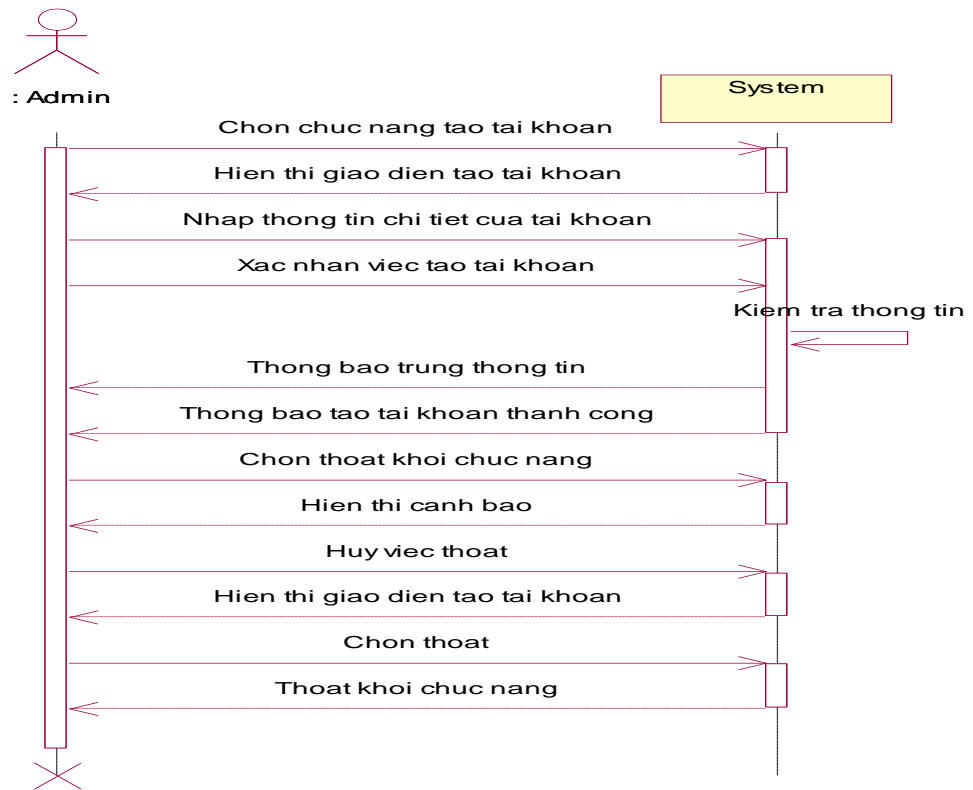 : Admin
System
Chon chuc nang tao tai khoan
Hien thi giao dien tao tai khoan
Nhap thong tin chi tiet cua tai khoan
Xac nhan viec tao tai khoan
Kiem tra thong tin
Thong bao trung thong tin
Thong bao tao tai khoan thanh cong
Chon thoat khoi chuc nang
Hien thi canh bao
Huy viec thoat
Hien thi giao dien tao tai khoan
Chon thoat
Thoat khoi chuc nang